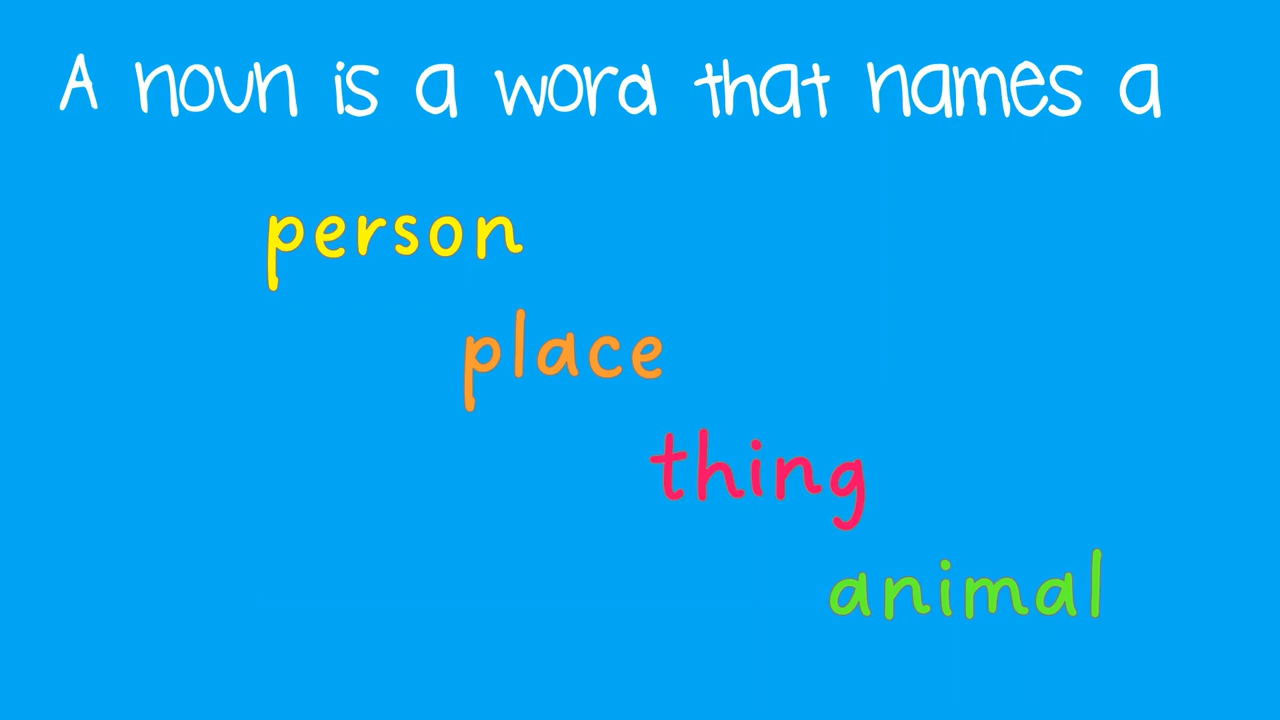 A noun is a word that names a
person
place
thing
animal